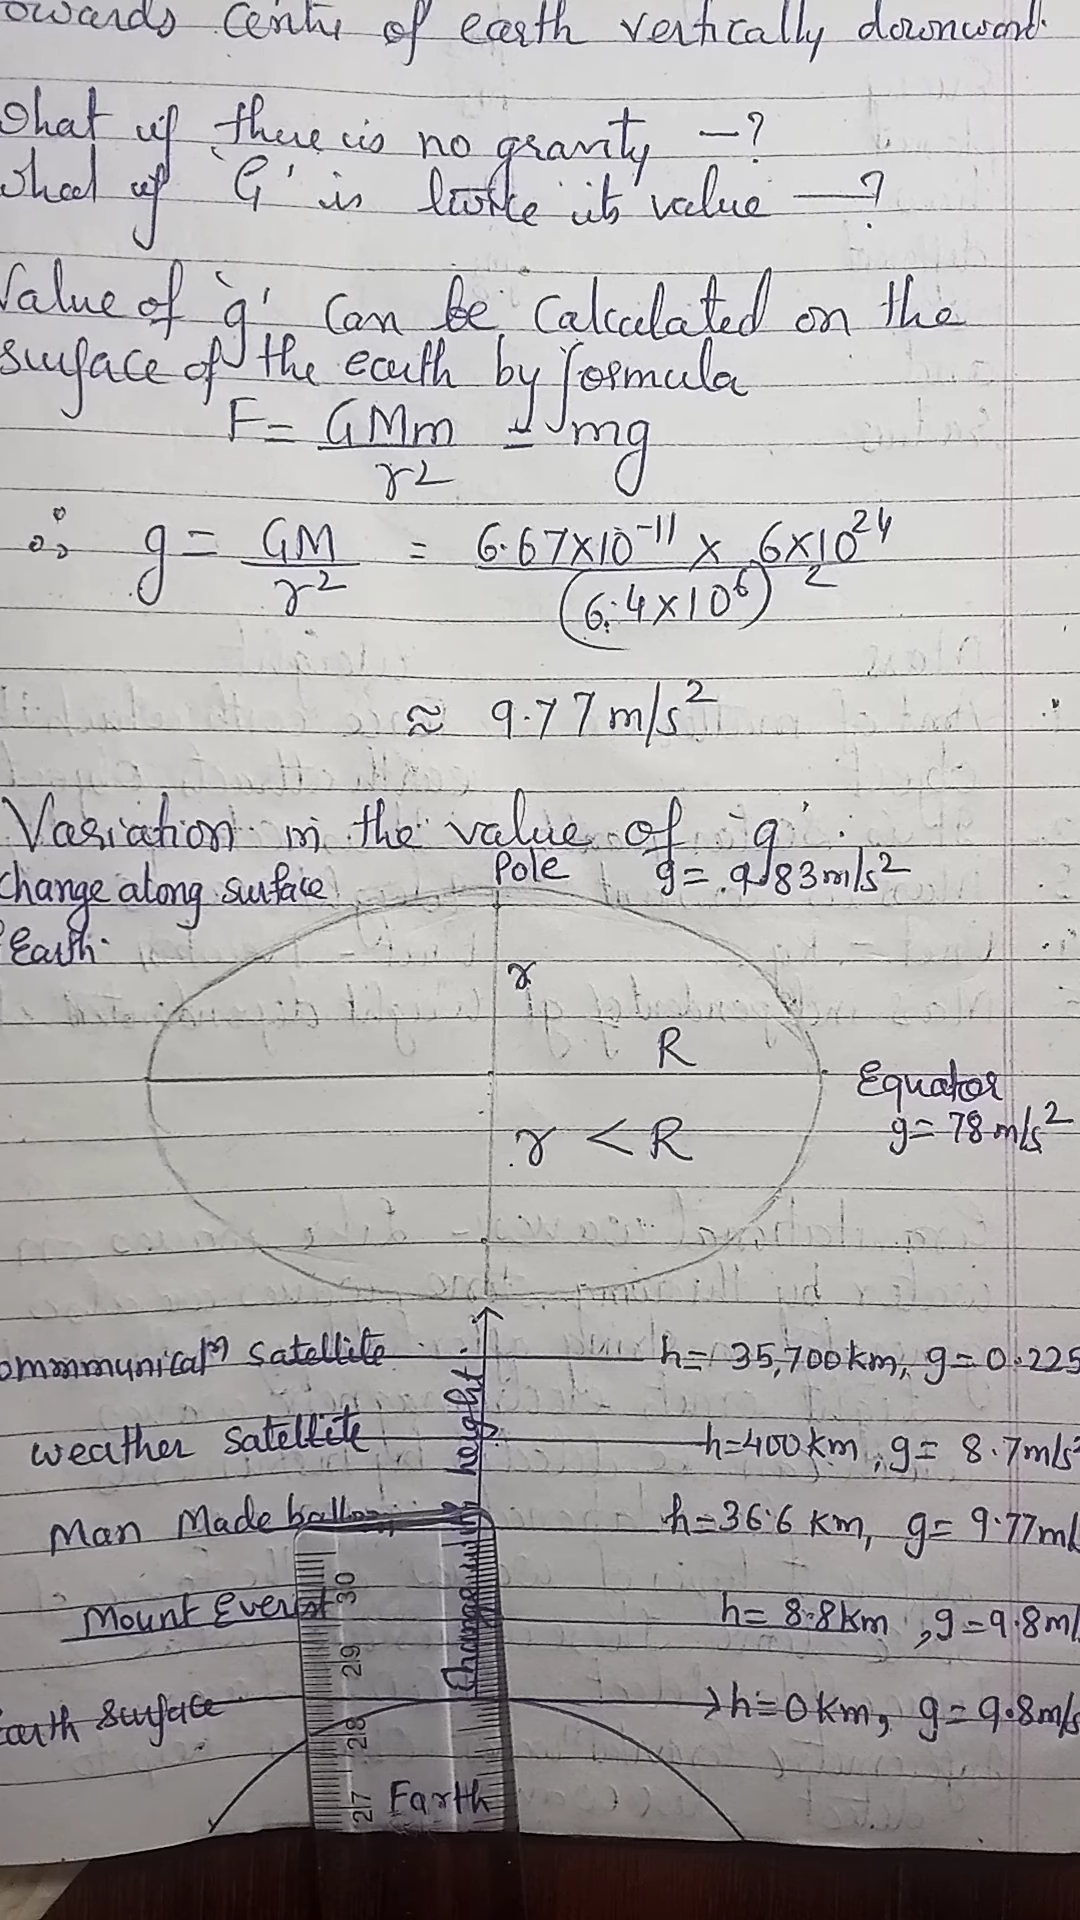 owards centre of earth vertically downward.
What if there is no gravity —?
What if 'G' is twice its value —?
Value of 'g' can be calculated on the
surface of the earth by formula
F = GMm/r² = mg
∴ g = GM/r² = 6.67×10⁻¹¹ × 6×10²⁴/(6.4×10⁶)²
≈ 9.77 m/s²
Variation in the value of 'g':
change along surface
Earth.
Pole g = 9.83 m/s²
r
R
Equator
g = 78 m/s²
r < R
ommmunicatn satellite h = 35,700 km, g = 0.225
weather satellite h=400 km, g = 8.7 m/s²
Man Made balloon h=36.6 km, g = 9.77 m/
Mount Everest h = 8.8 km, g=9.8 m/
earth surface h=0 km, g = 9.8 m/s
Change with height
Earth
30
29
28
27